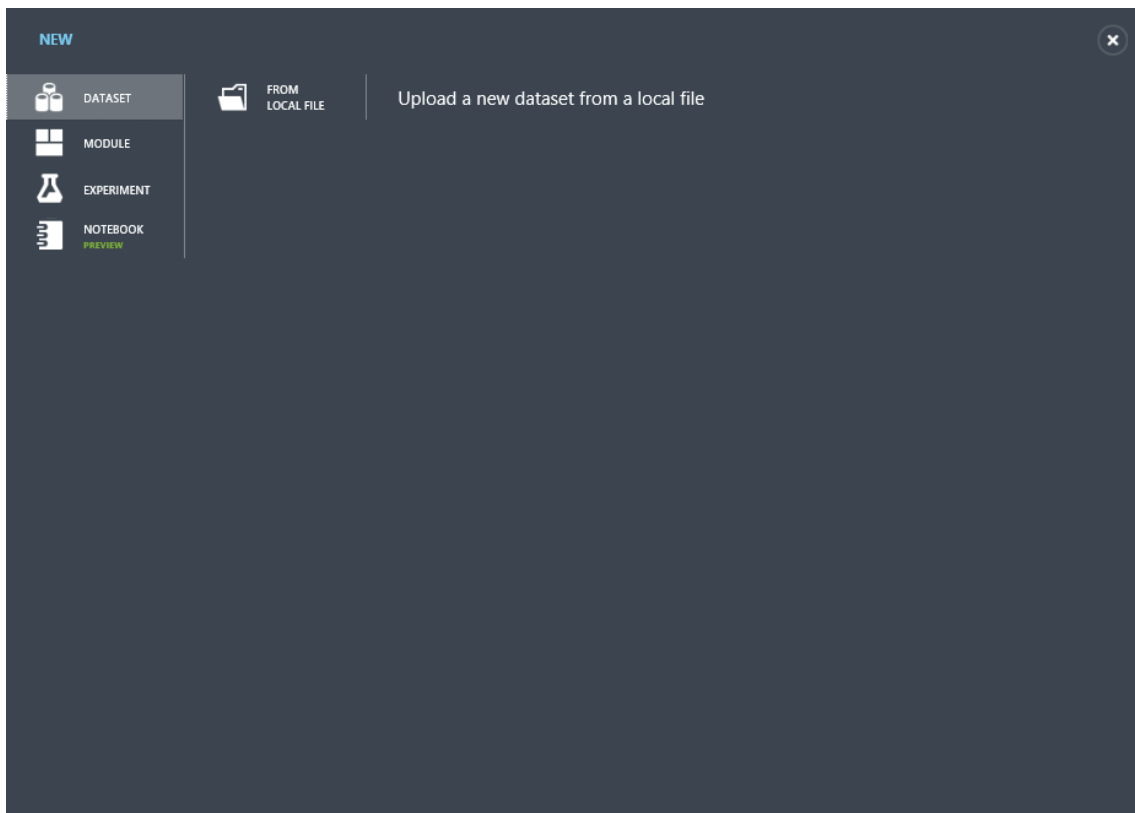 NEW
DATASET
FROM
LOCAL FILE
Upload a new dataset from a local file
MODULE
EXPERIMENT
NOTEBOOK
PREVIEW